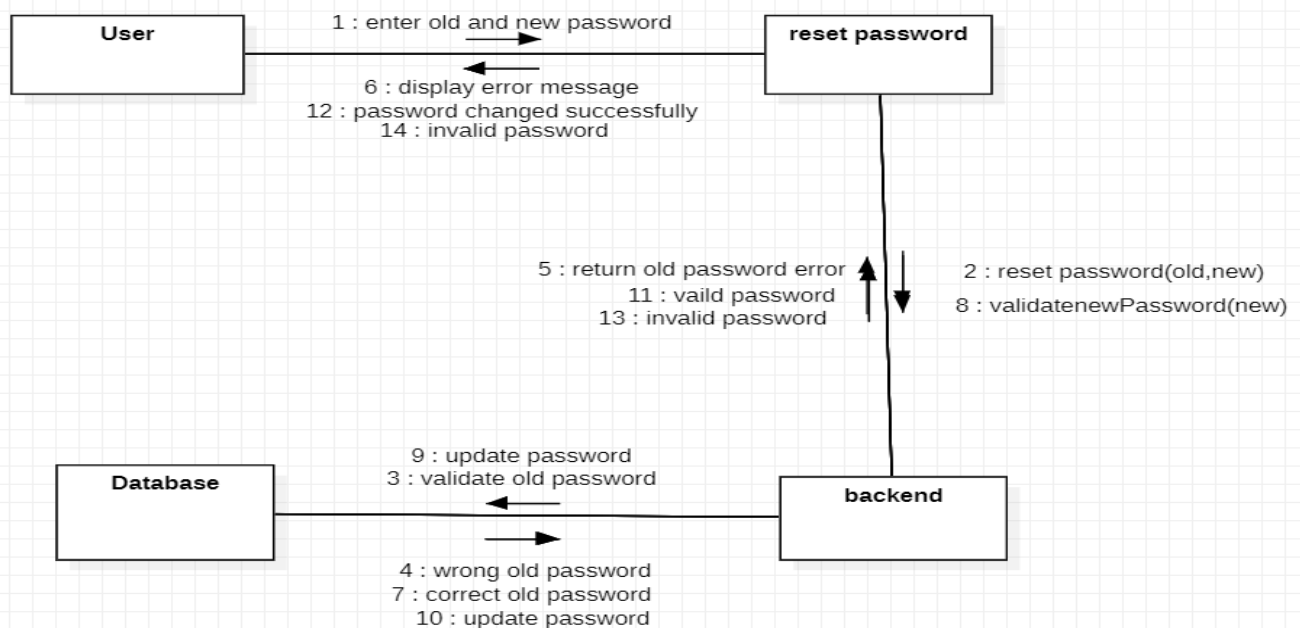 User
1 : enter old and new password
reset password
6 : display error message
12 : password changed successfully
14 : invalid password
5 : return old password error
11 : vaild password
13 : invalid password
2 : reset password(old,new)
8 : validatenewPassword(new)
9 : update password
3 : validate old password
Database
backend
4 : wrong old password
7 : correct old password
10 : update password